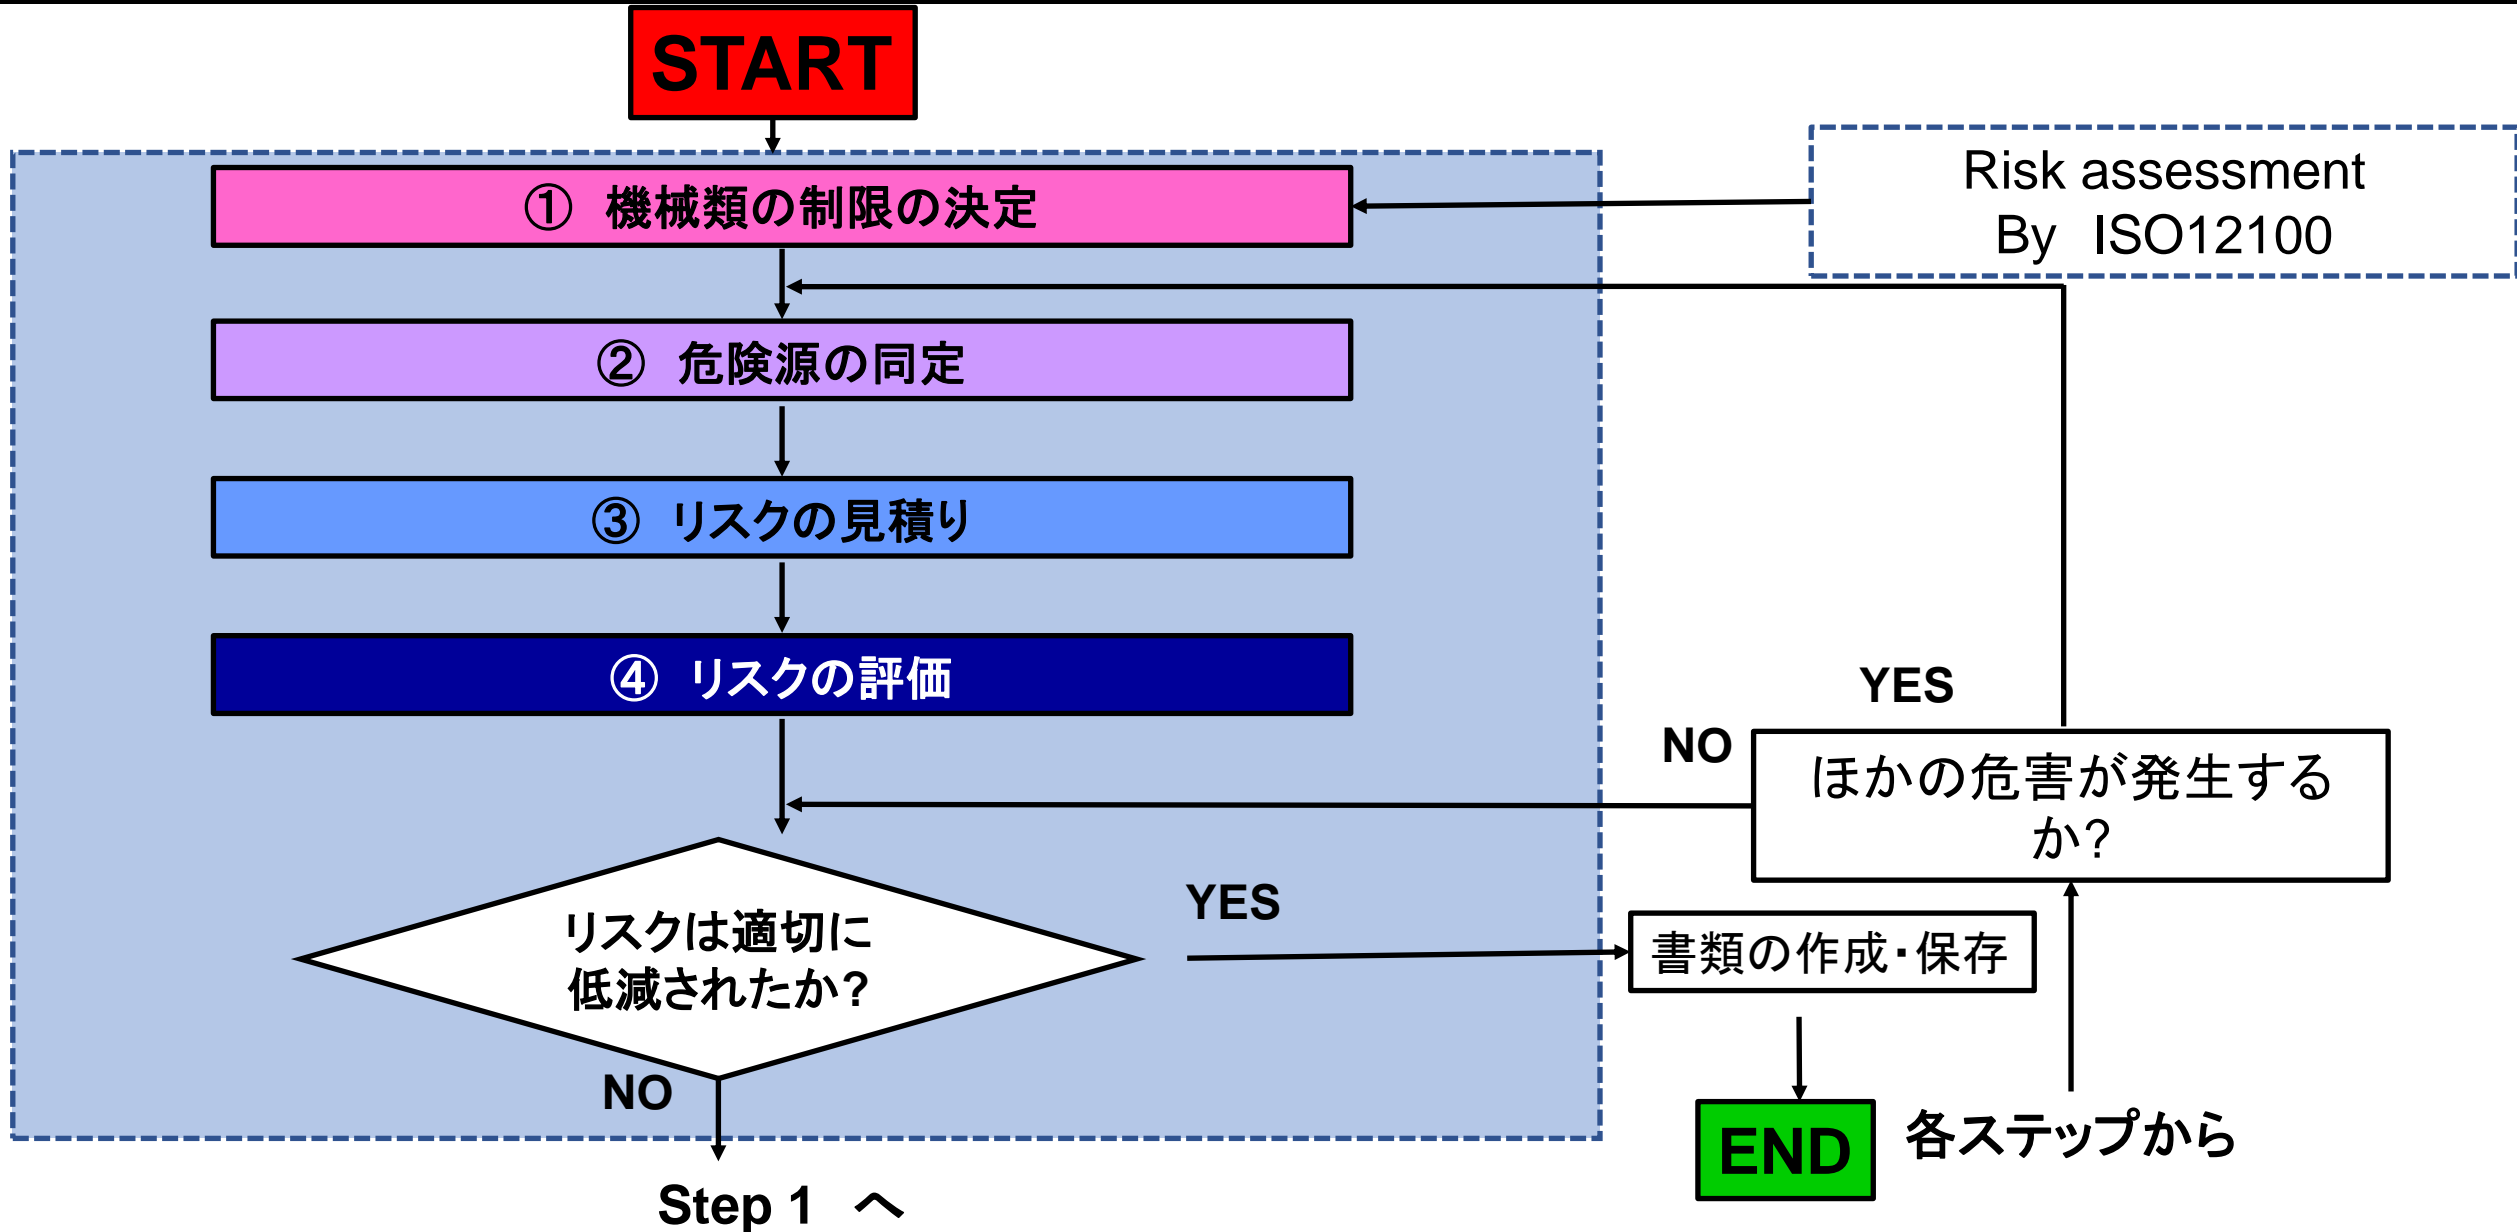 START
Risk assessment
By ISO12100
① 機械類の制限の決定
② 危険源の同定
③ リスクの見積り
④ リスクの評価
YES
NO
ほかの危害が発生する
か?
リスクは適切に
低減されたか?
YES
書類の作成・保存
NO
END
各ステップから
Step 1 へ